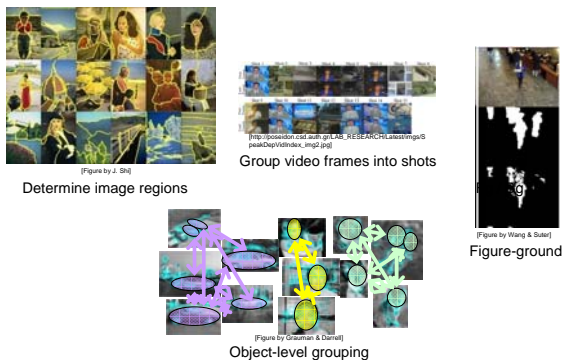 [Figure by J. Shi]
Determine image regions
[http://poseidon.csd.auth.gr/LAB_RESEARCH/Latest/imgs/S
peakDepVidIndex_img2.jpg]
Group video frames into shots
[Figure by Wang & Suter]
Figure-ground
[Figure by Grauman & Darrell]
Object-level grouping